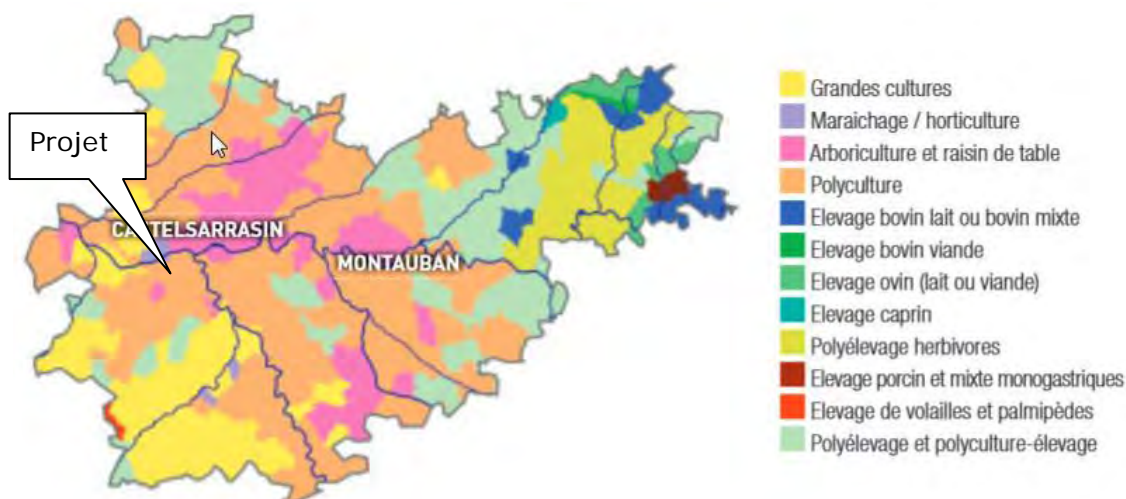 Projet
CASTELSARRASIN
MONTAUBAN
Grandes cultures
Maraichage / horticulture
Arboriculture et raisin de table
Polyculture
Elevage bovin lait ou bovin mixte
Elevage bovin viande
Elevage ovin (lait ou viande)
Elevage caprin
Polyélevage herbivores
Elevage porcin et mixte monogastriques
Elevage de volailles et palmipèdes
Polyélevage et polyculture-élevage